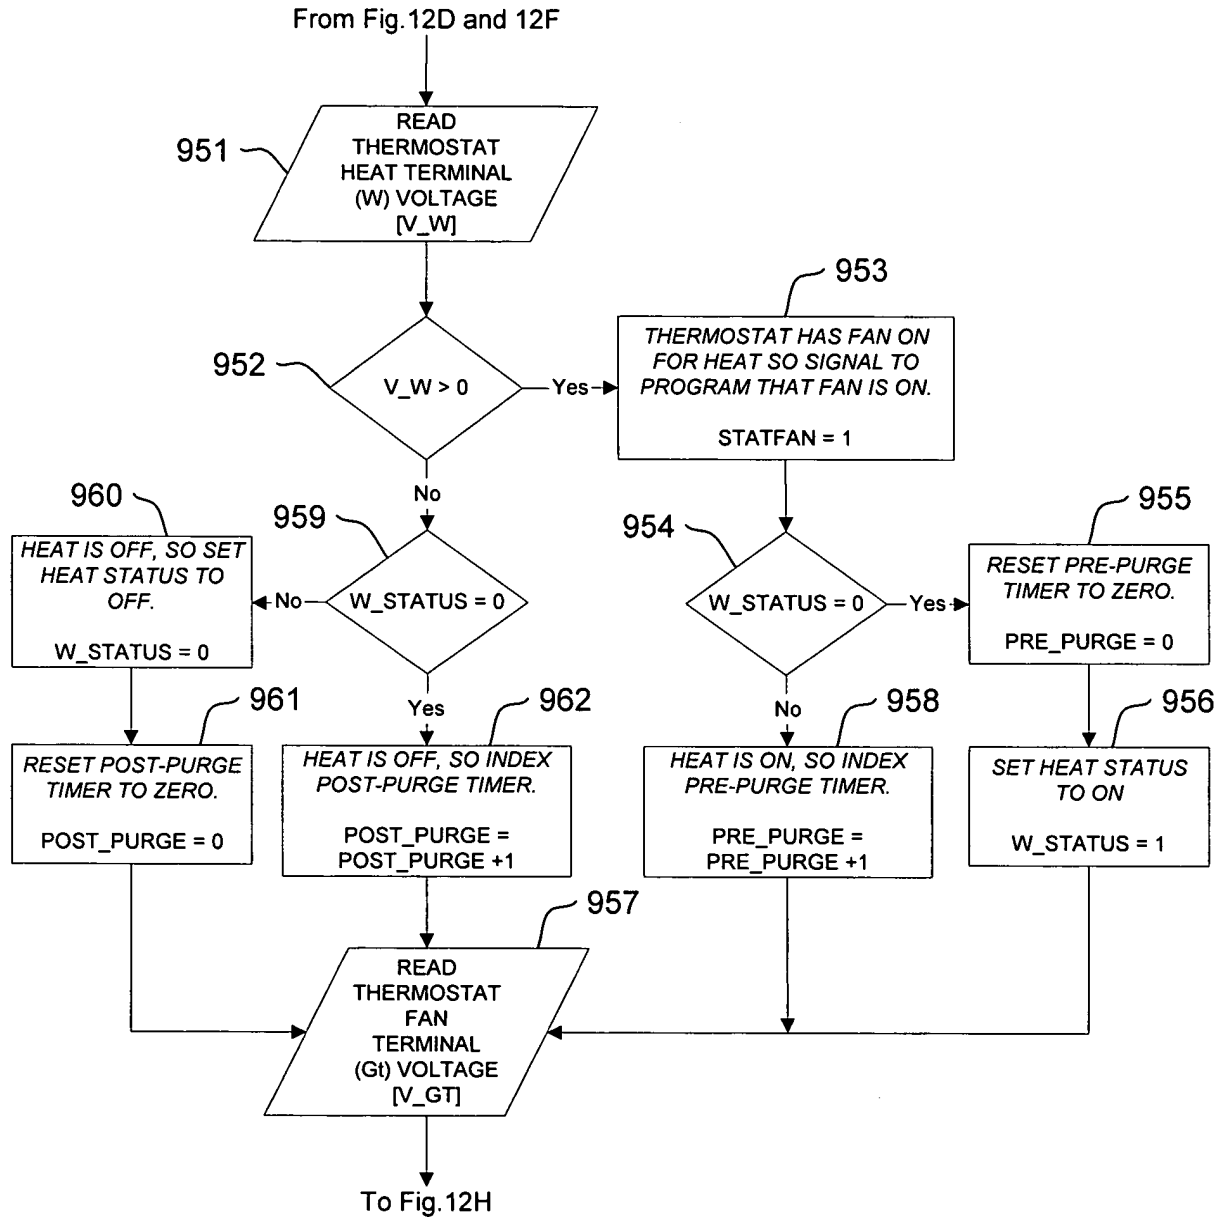 From Fig.12D and 12F
951
READ
THERMOSTAT
HEAT TERMINAL
(W) VOLTAGE
[V_W]
952
V_W > 0
Yes
953
THERMOSTAT HAS FAN ON
FOR HEAT SO SIGNAL TO
PROGRAM THAT FAN IS ON.
STATFAN = 1
No
960
HEAT IS OFF, SO SET
HEAT STATUS TO
OFF.
W_STATUS = 0
No
959
W_STATUS = 0
954
W_STATUS = 0
Yes
955
RESET PRE-PURGE
TIMER TO ZERO.
PRE_PURGE = 0
961
RESET POST-PURGE
TIMER TO ZERO.
POST_PURGE = 0
Yes
962
HEAT IS OFF, SO INDEX
POST-PURGE TIMER.
POST_PURGE =
POST_PURGE +1
No
958
HEAT IS ON, SO INDEX
PRE-PURGE TIMER.
PRE_PURGE =
PRE_PURGE +1
956
SET HEAT STATUS
TO ON
W_STATUS = 1
957
READ
THERMOSTAT
FAN
TERMINAL
(Gt) VOLTAGE
[V_GT]
To Fig.12H